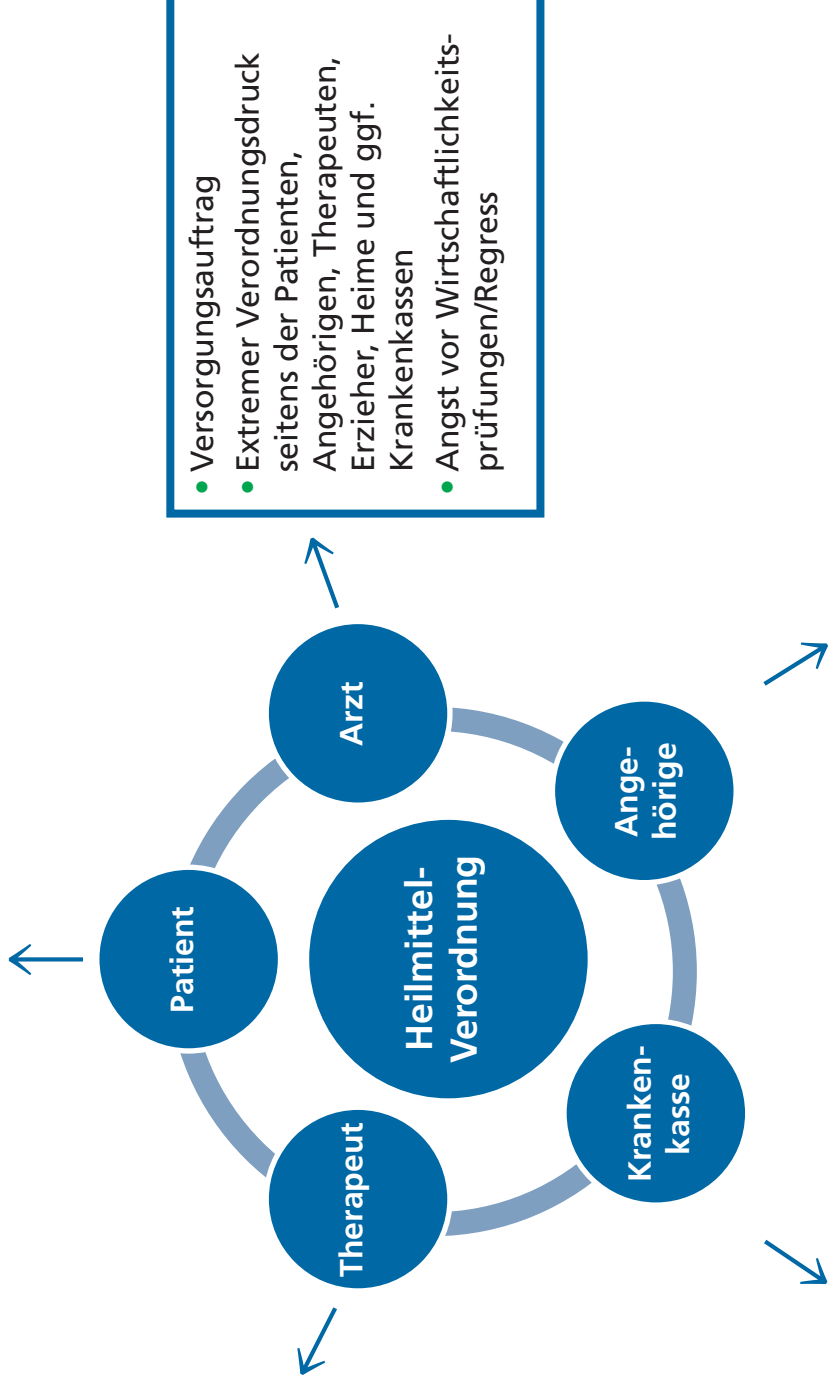 Patient
Therapeut
Arzt
Heilmittel-
Verordnung
Kranken-
kasse
Ange-
hörige
• Versorgungsauftrag
• Extremer Verordnungsdruck
seitens der Patienten,
Angehörigen, Therapeuten,
Erzieher, Heime und ggf.
Krankenkassen
• Angst vor Wirtschaftlichkeits-
prüfungen/Regress